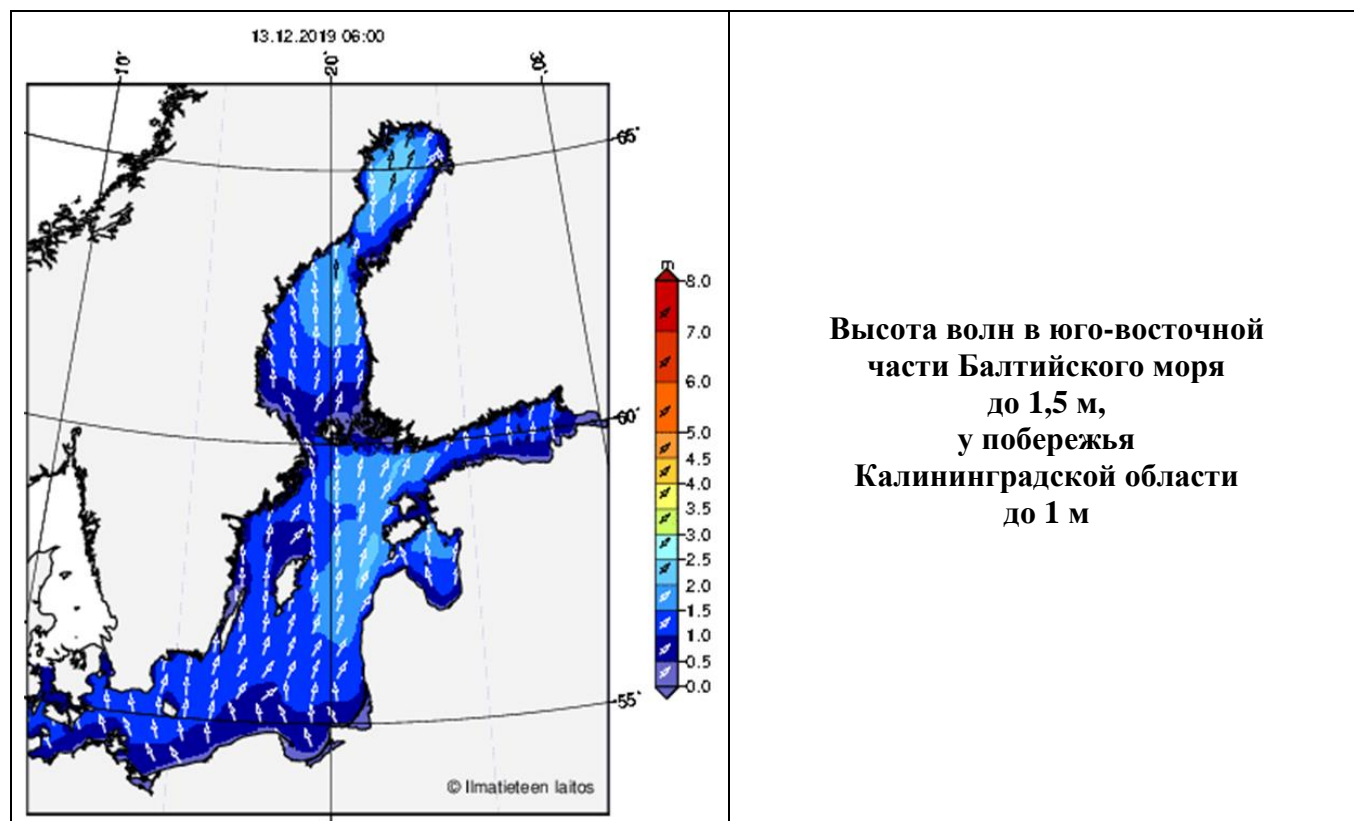 13.12.2019 06:00
10°
20°
30°
65°
60°
55°
m
8.0
7.0
6.0
5.0
4.5
4.0
3.5
3.0
2.5
2.0
1.5
1.0
0.5
0.0
© Ilmatieteen laitos
Высота волн в юго-восточной
части Балтийского моря
до 1,5 м,
у побережья
Калининградской области
до 1 м